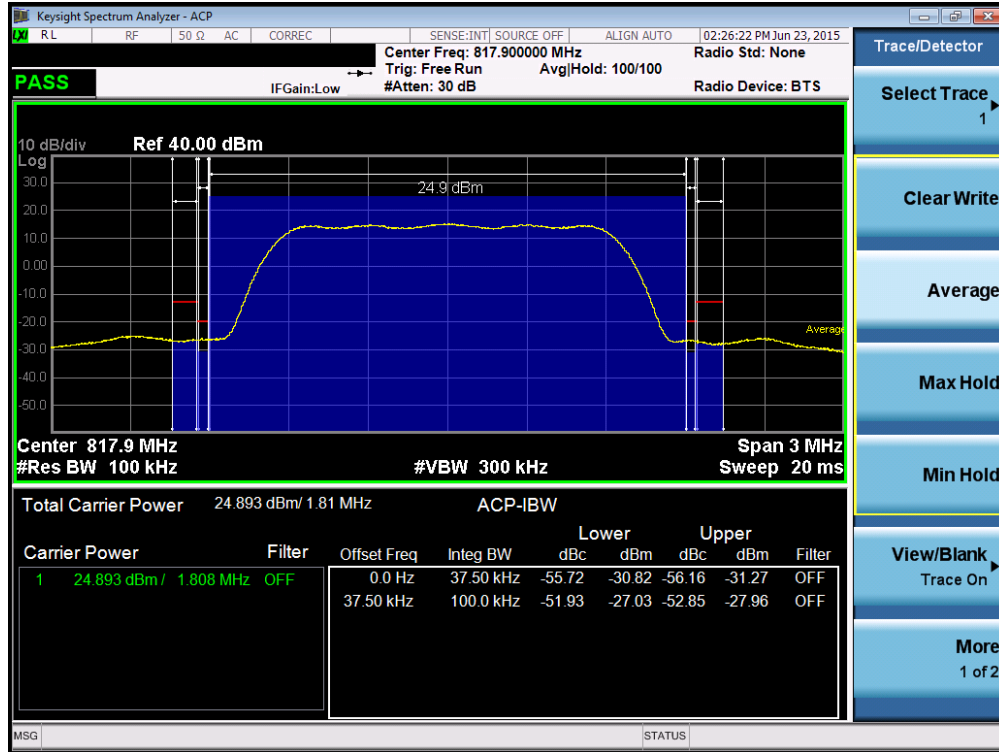 Keysight Spectrum Analyzer - ACP
LXI RL RF 50 Ω AC CORREC SENSE:INT SOURCE OFF ALIGN AUTO 02:26:22 PM Jun 23, 2015
Center Freq: 817.900000 MHz Radio Std: None
Trig: Free Run Avg|Hold: 100/100
PASS IFGain:Low #Atten: 30 dB Radio Device: BTS
10 dB/div Ref 40.00 dBm
Log
30.0
24.9 dBm
20.0
10.0
0.00
-10.0
-20.0
Average
-30.0
-40.0
-50.0
Center 817.9 MHz Span 3 MHz
#Res BW 100 kHz #VBW 300 kHz Sweep 20 ms
Total Carrier Power 24.893 dBm/ 1.81 MHz ACP-IBW
Lower Upper
Carrier Power Filter Offset Freq Integ BW dBc dBm dBc dBm Filter
1 24.893 dBm / 1.808 MHz OFF 0.0 Hz 37.50 kHz -55.72 -30.82 -56.16 -31.27 OFF
37.50 kHz 100.0 kHz -51.93 -27.03 -52.85 -27.96 OFF
MSG STATUS
Trace/Detector
Select Trace
1
Clear Write
Average
Max Hold
Min Hold
View/Blank
Trace On
More
1 of 2